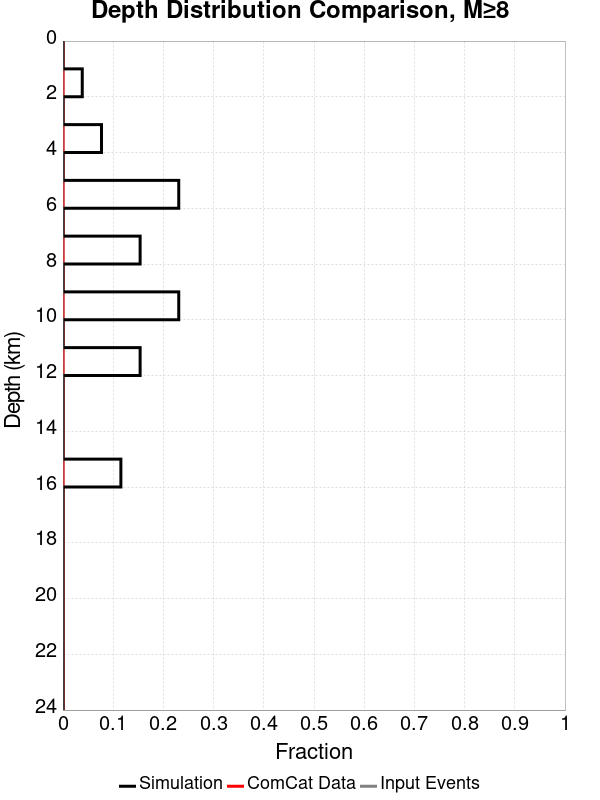 Depth Distribution Comparison, M≥8
0
2
4
6
8
10
12
14
16
18
20
22
24
Depth (km)
0 0.1 0.2 0.3 0.4 0.5 0.6 0.7 0.8 0.9 1
Fraction
Simulation ComCat Data Input Events